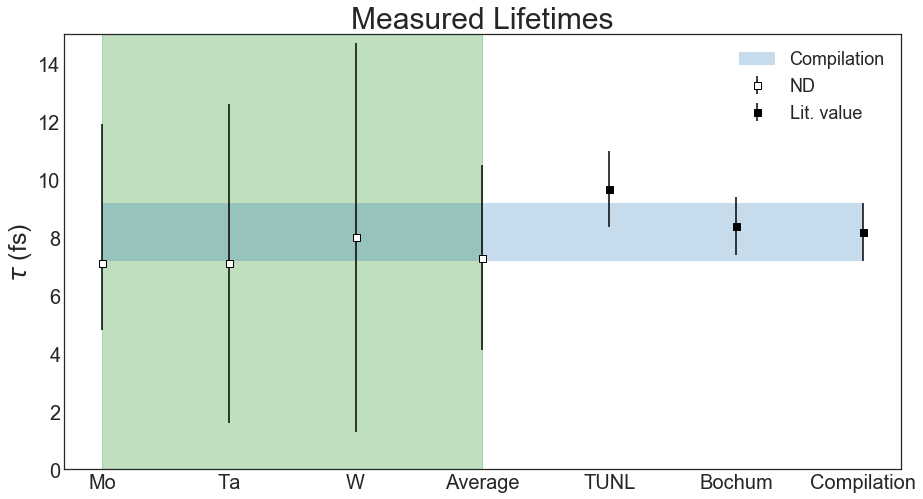 Measured Lifetimes
14
12
10
8
6
4
2
0
τ (fs)
Compilation
ND
Lit. value
Mo Ta W Average TUNL Bochum Compilation